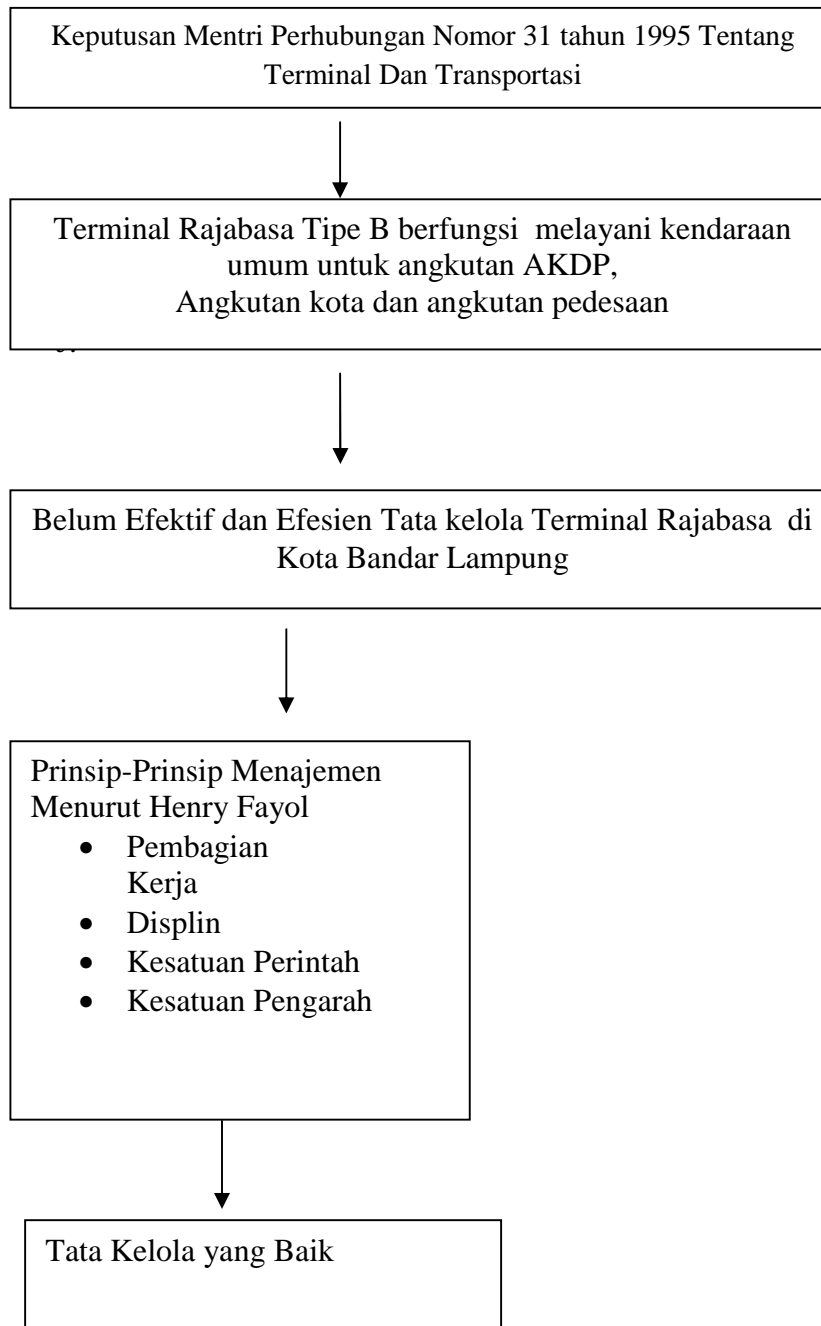 Keputusan Mentri Perhubungan Nomor 31 tahun 1995 Tentang
Terminal Dan Transportasi
Terminal Rajabasa Tipe B berfungsi melayani kendaraan
umum untuk angkutan AKDP,
Angkutan kota dan angkutan pedesaan
Belum Efektif dan Efesien Tata kelola Terminal Rajabasa di
Kota Bandar Lampung
Prinsip-Prinsip Menajemen
Menurut Henry Fayol
• Pembagian
Kerja
• Displin
• Kesatuan Perintah
• Kesatuan Pengarah
Tata Kelola yang Baik